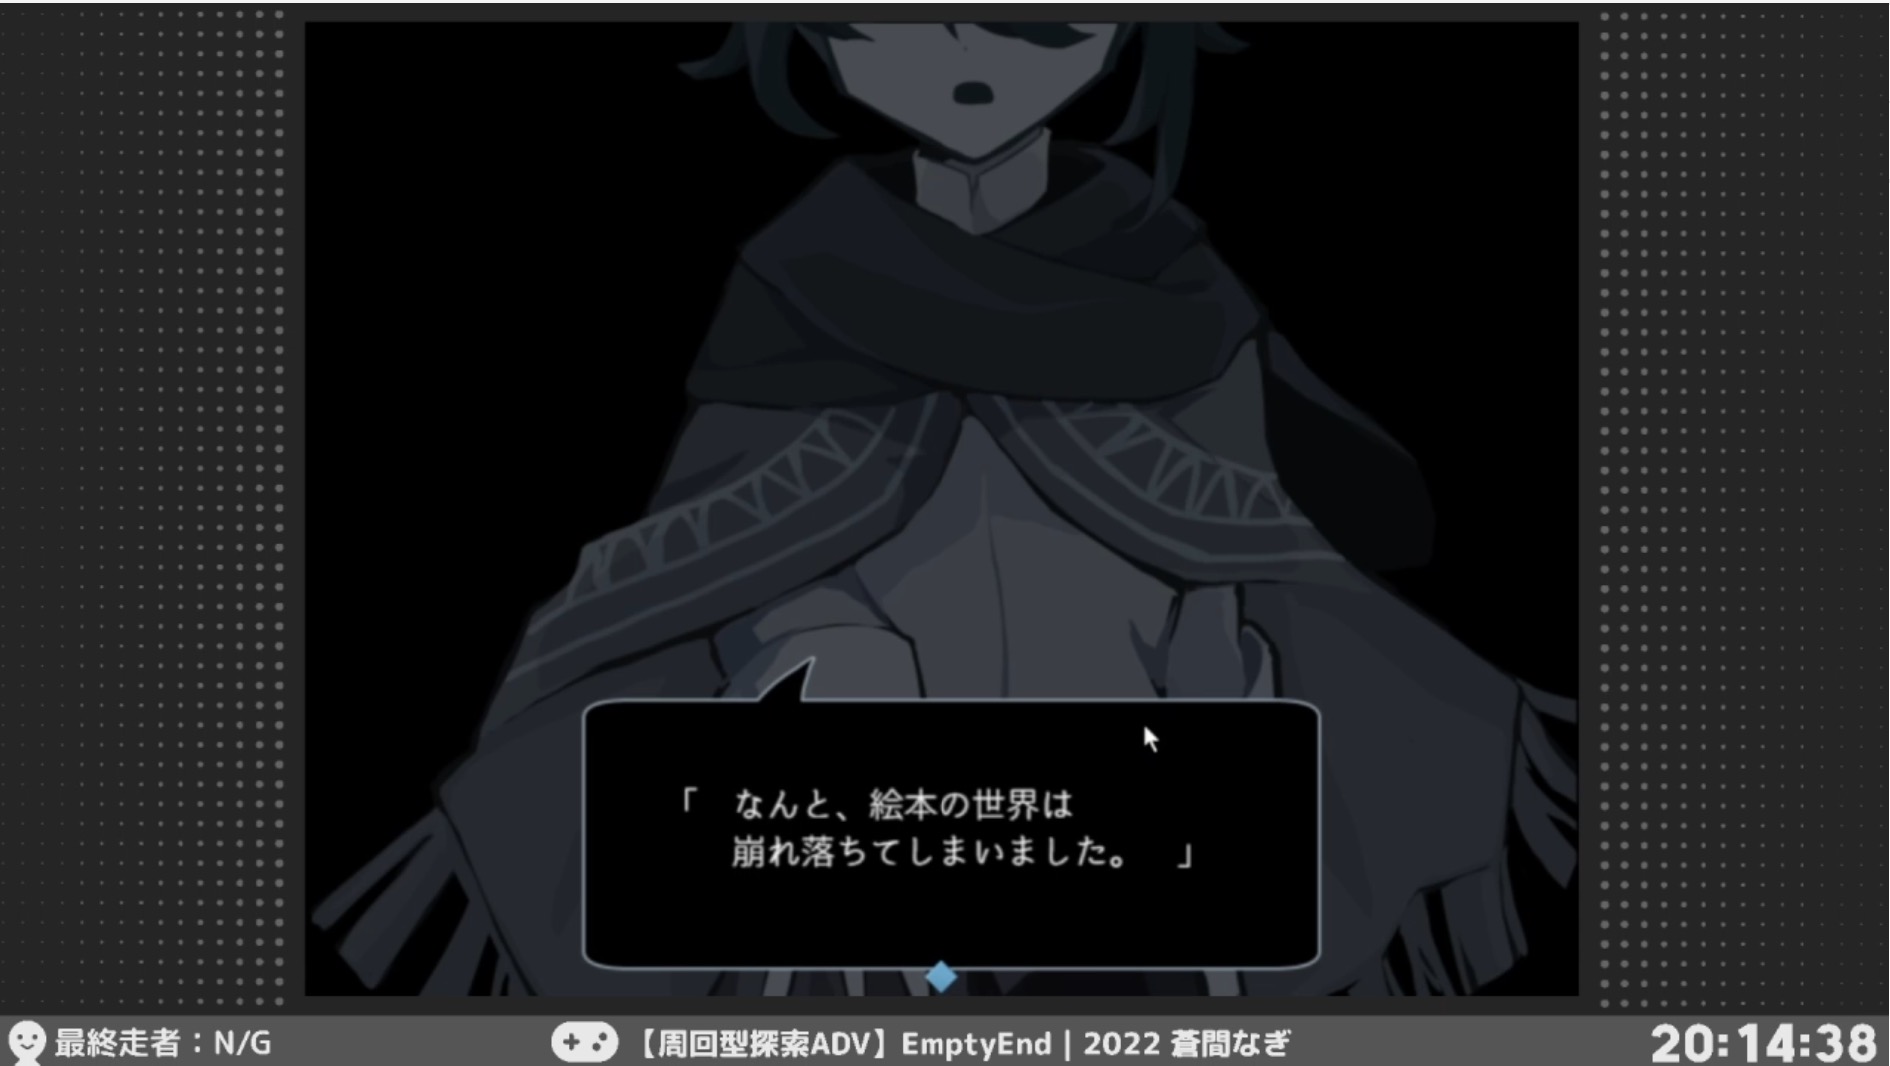 「　なんと、絵本の世界は
崩れ落ちてしまいました。　」
最終走者：N/G
【周回型探索ADV】EmptyEnd | 2022 蒼間なぎ
20:14:38